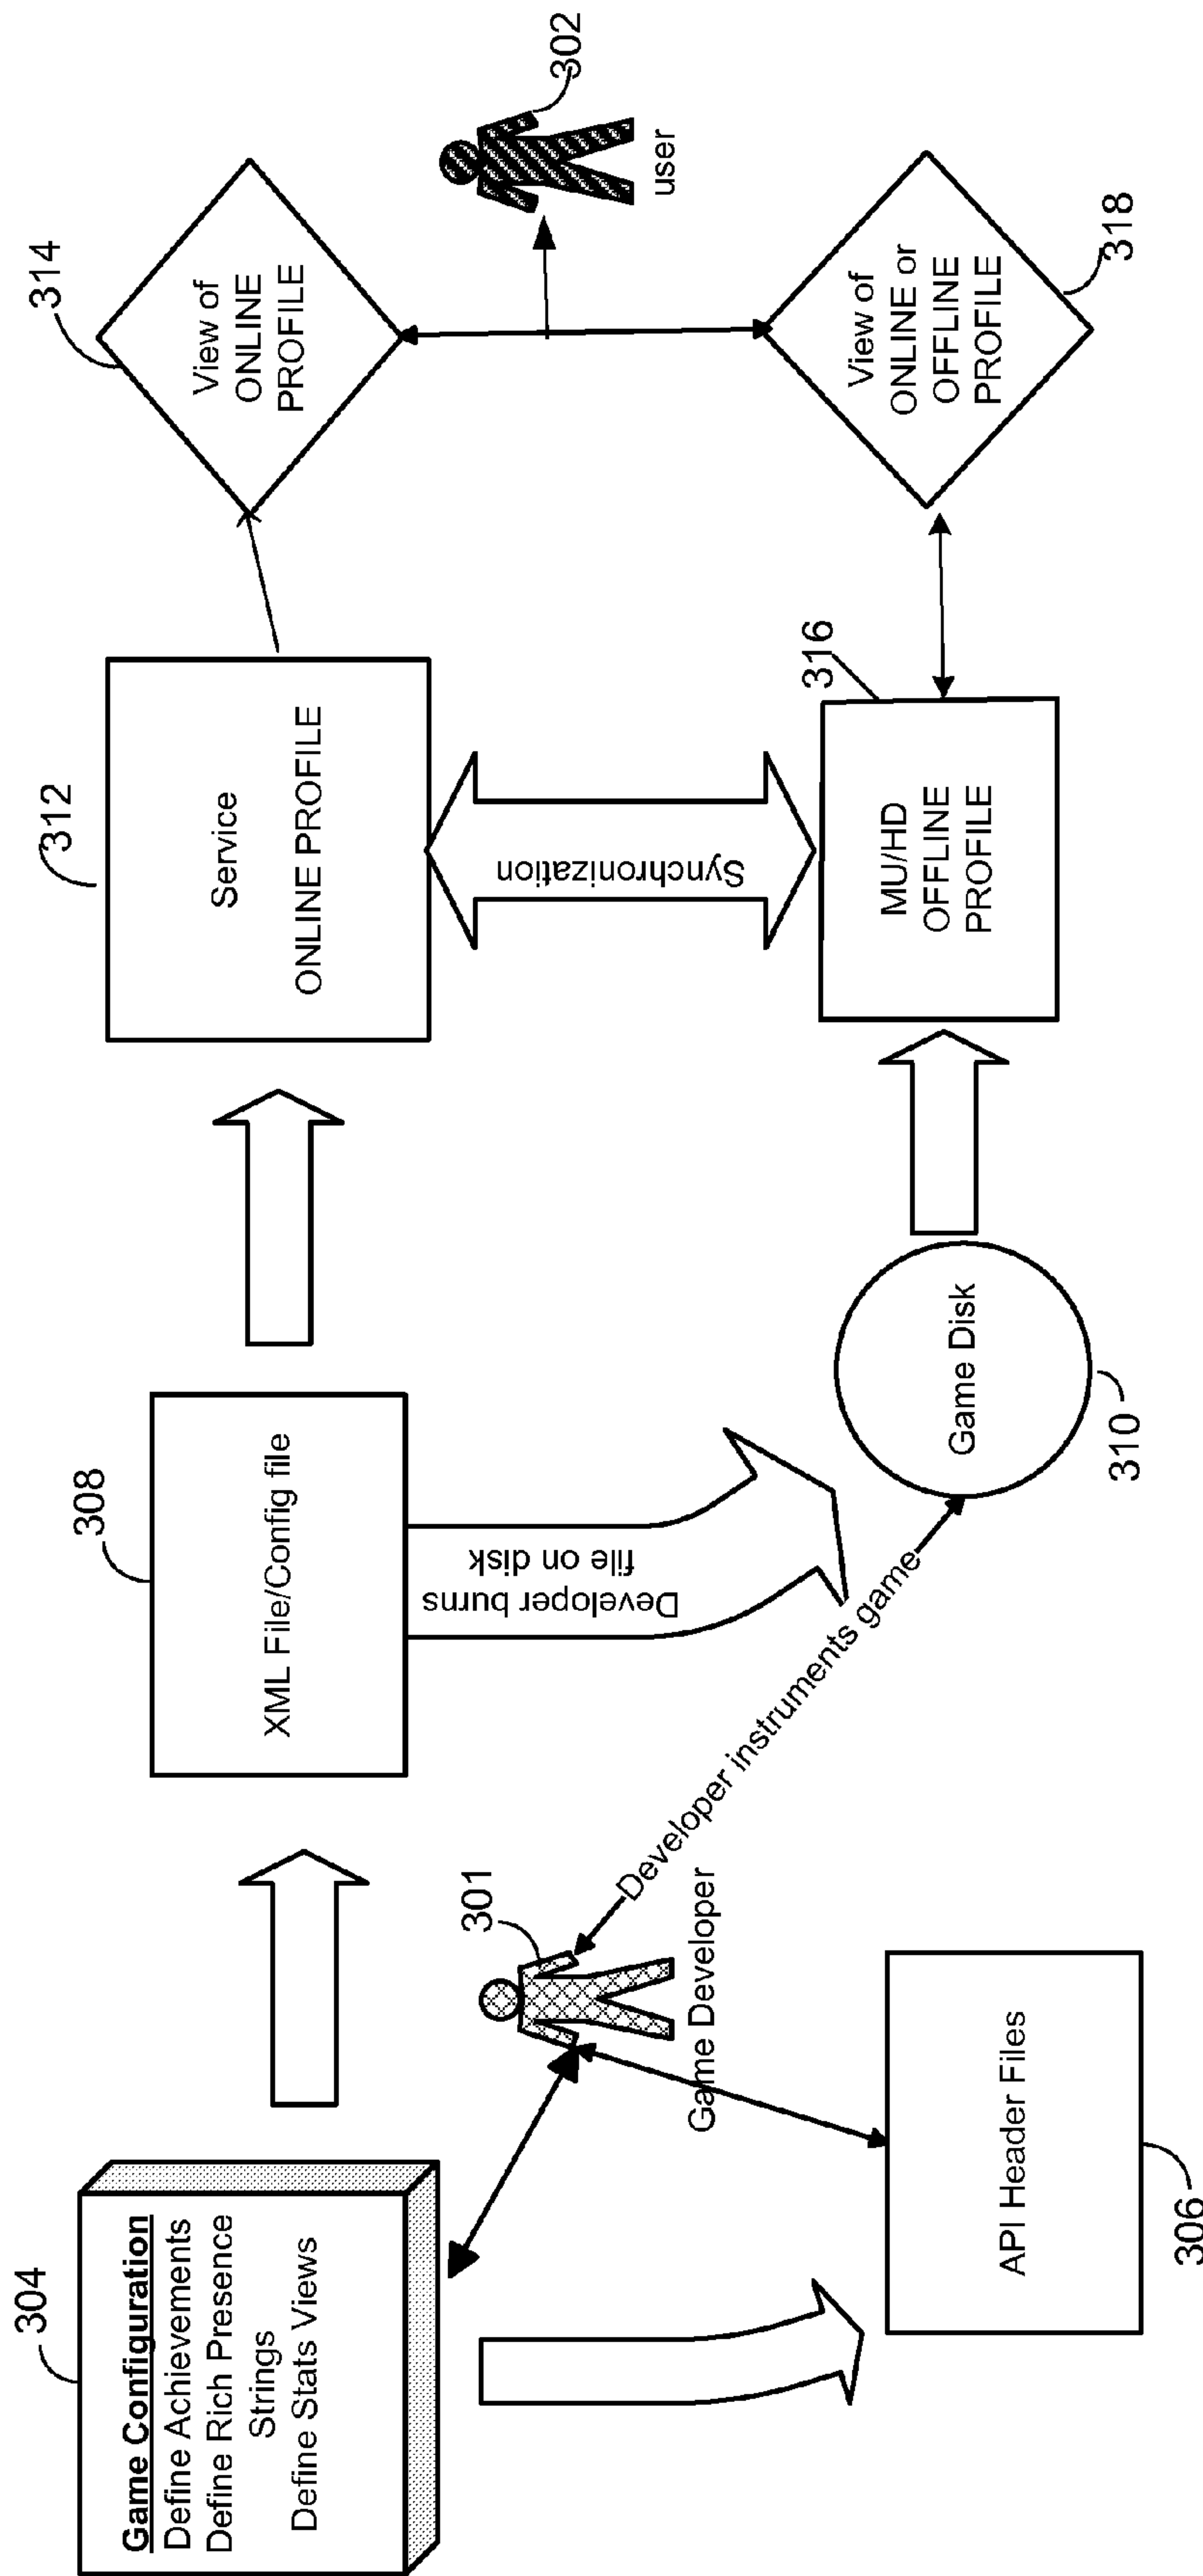 304
Game Configuration
Define Achievements
Define Rich Presence
Strings
Define Stats Views
308
XML File/Config file
312
Service
ONLINE PROFILE
314
View of
ONLINE
PROFILE
302
user
301
Game Developer
Developer burns
file on disk
Synchronization
Developer instruments game
306
API Header Files
310
Game Disk
316
MU/HD
OFFLINE
PROFILE
318
View of
ONLINE or
OFFLINE
PROFILE